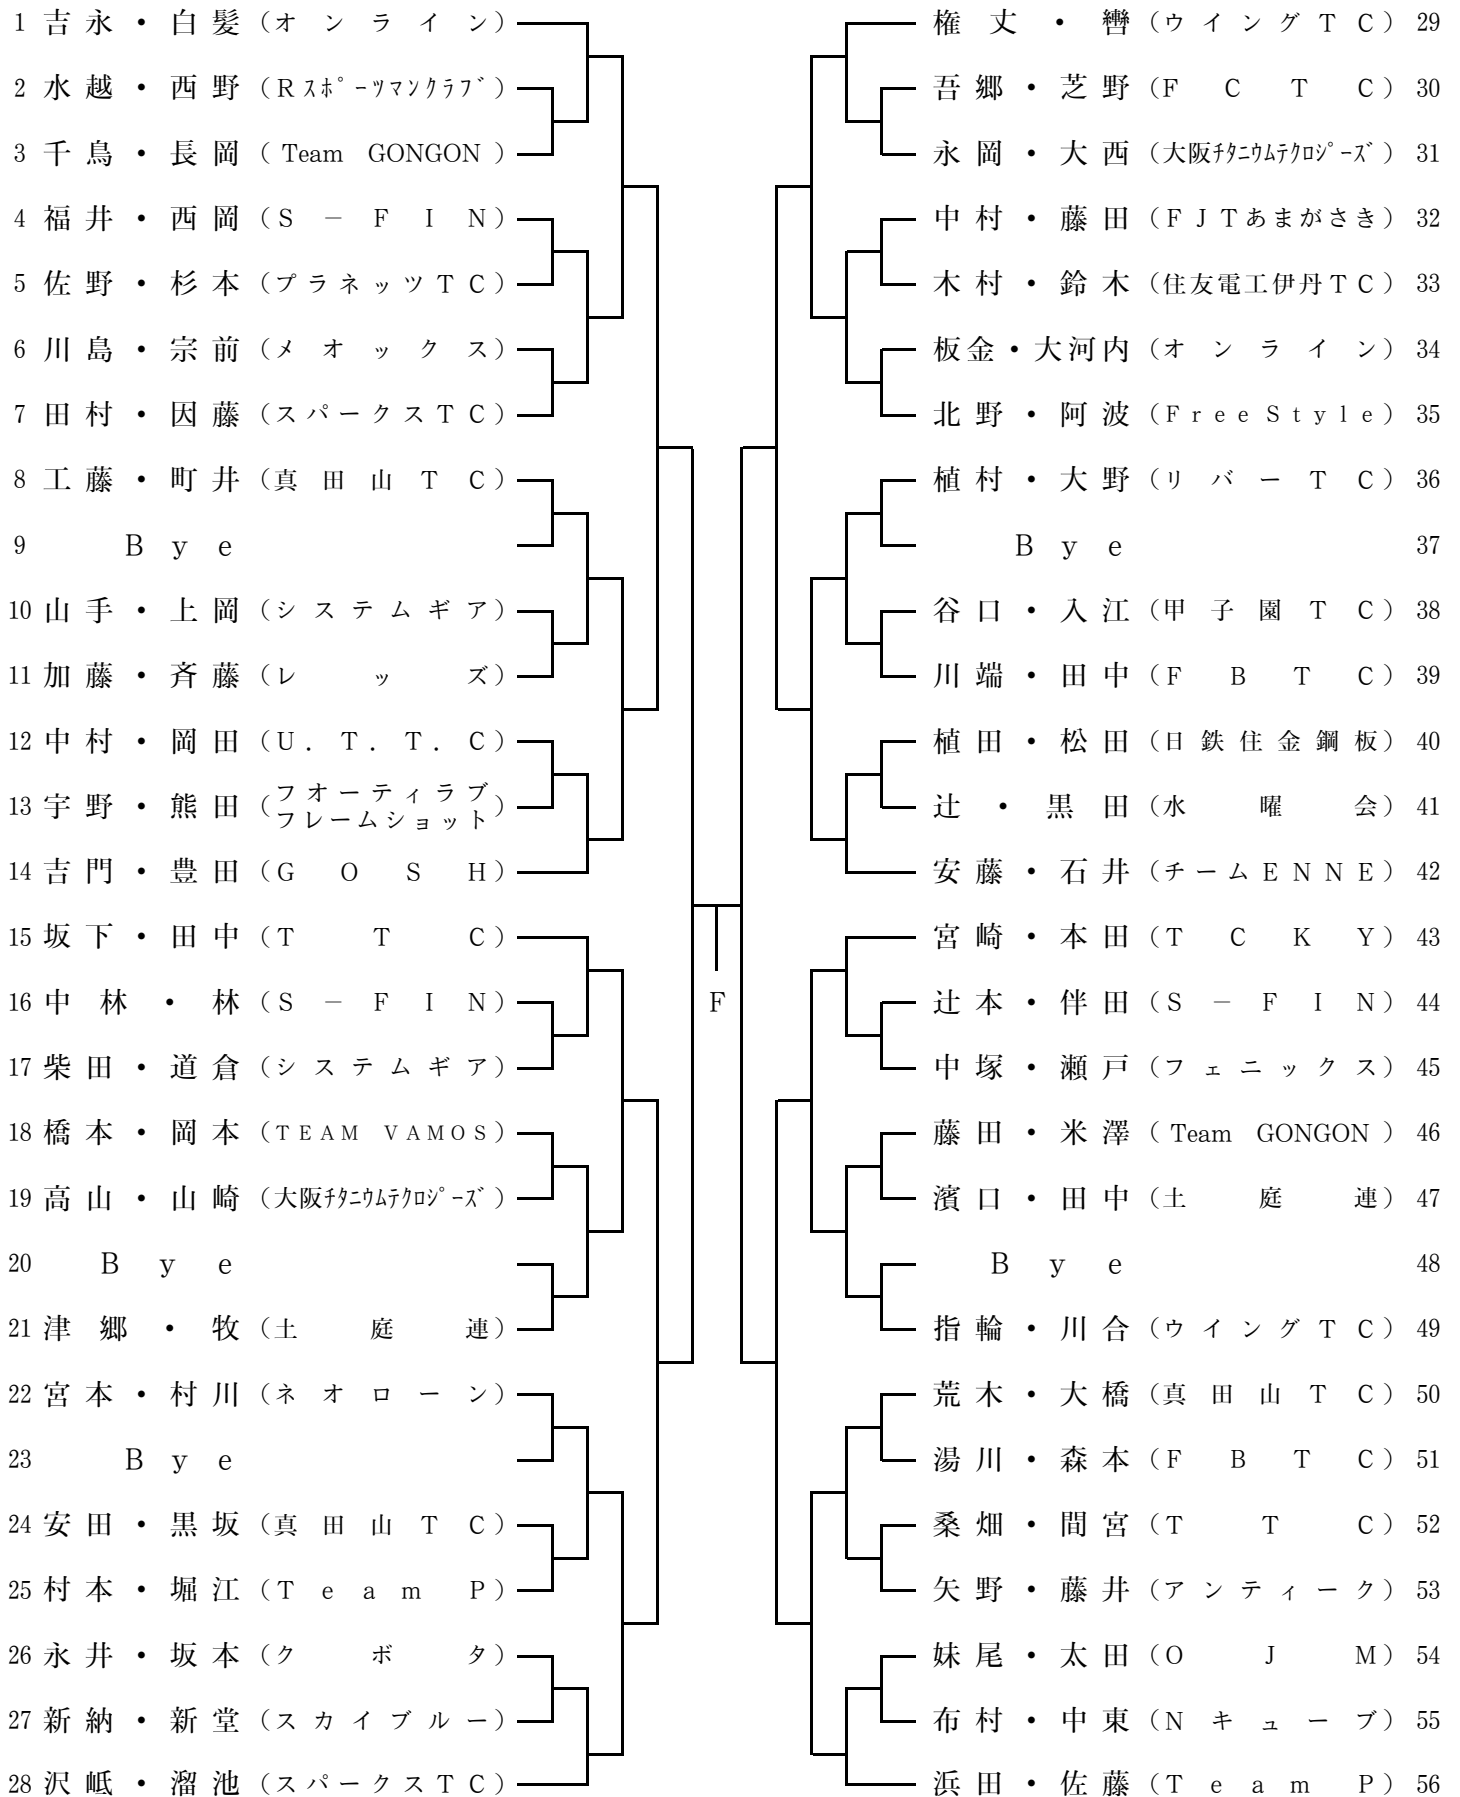 1 吉永・白髪 (オンライン)
2 水越・西野 (Rスポーツマンクラブ)
3 千鳥・長岡 ( Team GONGON )
4 福井・西岡 (S－FIN)
5 佐野・杉本 (プラネッツTC)
6 川島・宗前 (メオックス)
7 田村・因藤 (スパークスTC)
8 工藤・町井 (真田山TC)
9 Bye
10 山手・上岡 (システムギア)
11 加藤・斉藤 (レッズ)
12 中村・岡田 (U.T.T.C)
13 宇野・熊田 (フオーティラブ
フレームショット)
14 吉門・豊田 (GOSH)
15 坂下・田中 (TTC)
16 中林・林 (S－FIN)
17 柴田・道倉 (システムギア)
18 橋本・岡本 (TEAM VAMOS)
19 高山・山崎 (大阪ﾁﾀﾆｳﾑﾃｸﾛｼﾟｰｽﾞ)
20 Bye
21 津郷・牧 (土庭連)
22 宮本・村川 (ネオローン)
23 Bye
24 安田・黒坂 (真田山TC)
25 村本・堀江 (Team P)
26 永井・坂本 (クボタ)
27 新納・新堂 (スカイブルー)
28 沢岻・溜池 (スパークスTC)
F
権丈・轡 (ウイングTC) 29
吾郷・芝野 (FCTC) 30
永岡・大西 (大阪ﾁﾀﾆｳﾑﾃｸﾛｼﾟｰｽﾞ) 31
中村・藤田 (FJTあまがさき) 32
木村・鈴木 (住友電工伊丹TC) 33
板金・大河内 (オンライン) 34
北野・阿波 (FreeStyle) 35
植村・大野 (リバーTC) 36
Bye 37
谷口・入江 (甲子園TC) 38
川端・田中 (FBTC) 39
植田・松田 (日鉄住金鋼板) 40
辻・黒田 (水曜会) 41
安藤・石井 (チームENNE) 42
宮崎・本田 (TCKY) 43
辻本・伴田 (S－FIN) 44
中塚・瀬戸 (フェニックス) 45
藤田・米澤 ( Team GONGON ) 46
濱口・田中 (土庭連) 47
Bye 48
指輪・川合 (ウイングTC) 49
荒木・大橋 (真田山TC) 50
湯川・森本 (FBTC) 51
桑畑・間宮 (TTC) 52
矢野・藤井 (アンティーク) 53
妹尾・太田 (OJM) 54
布村・中東 (Nキューブ) 55
浜田・佐藤 (Team P) 56